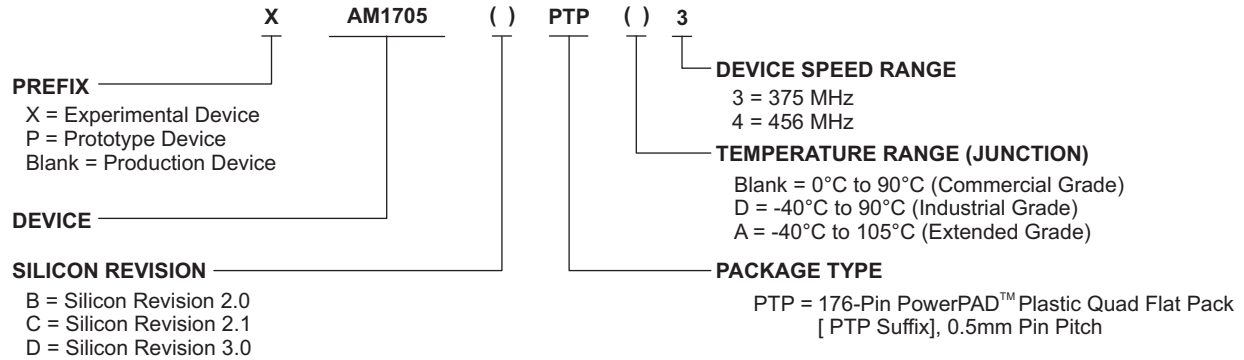 X AM1705 ( ) PTP ( ) 3
PREFIX
X = Experimental Device
P = Prototype Device
Blank = Production Device
DEVICE
SILICON REVISION
B = Silicon Revision 2.0
C = Silicon Revision 2.1
D = Silicon Revision 3.0
DEVICE SPEED RANGE
3 = 375 MHz
4 = 456 MHz
TEMPERATURE RANGE (JUNCTION)
Blank = 0°C to 90°C (Commercial Grade)
D = -40°C to 90°C (Industrial Grade)
A = -40°C to 105°C (Extended Grade)
PACKAGE TYPE
PTP = 176-Pin PowerPAD™ Plastic Quad Flat Pack
[ PTP Suffix], 0.5mm Pin Pitch